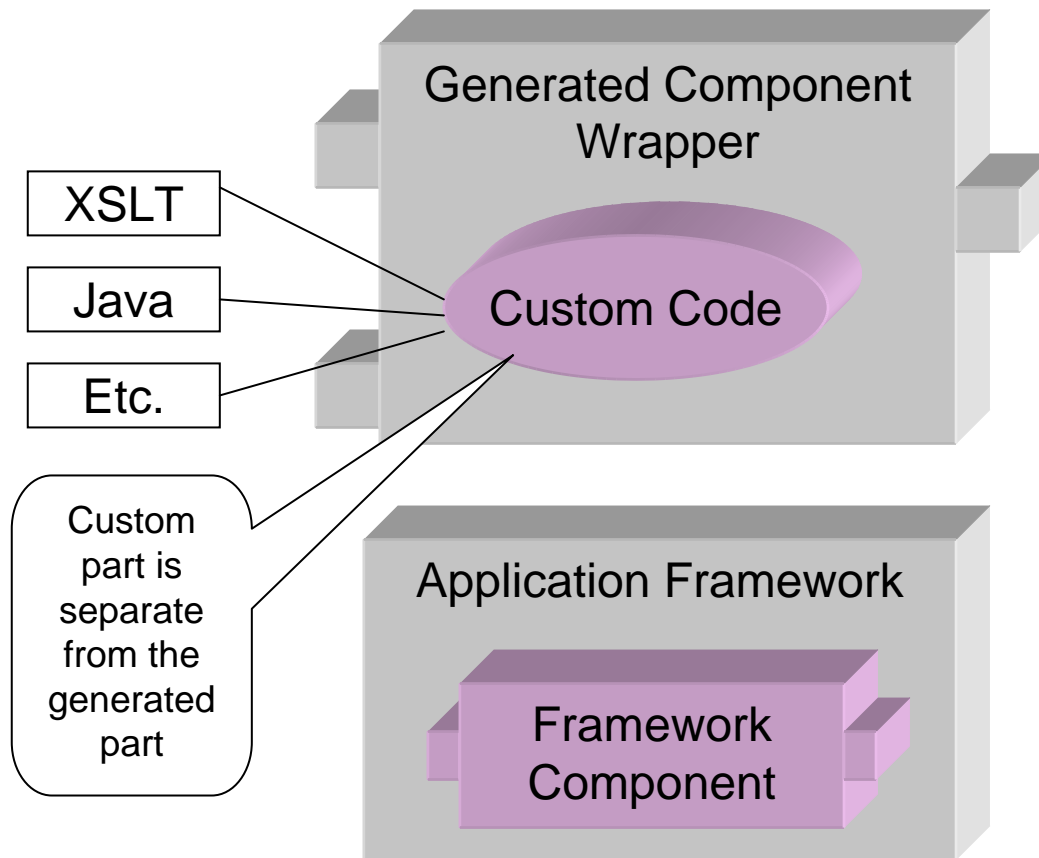 Generated Component
Wrapper
XSLT
Java
Etc.
Custom Code
Custom
part is
separate
from the
generated
part
Application Framework
Framework
Component